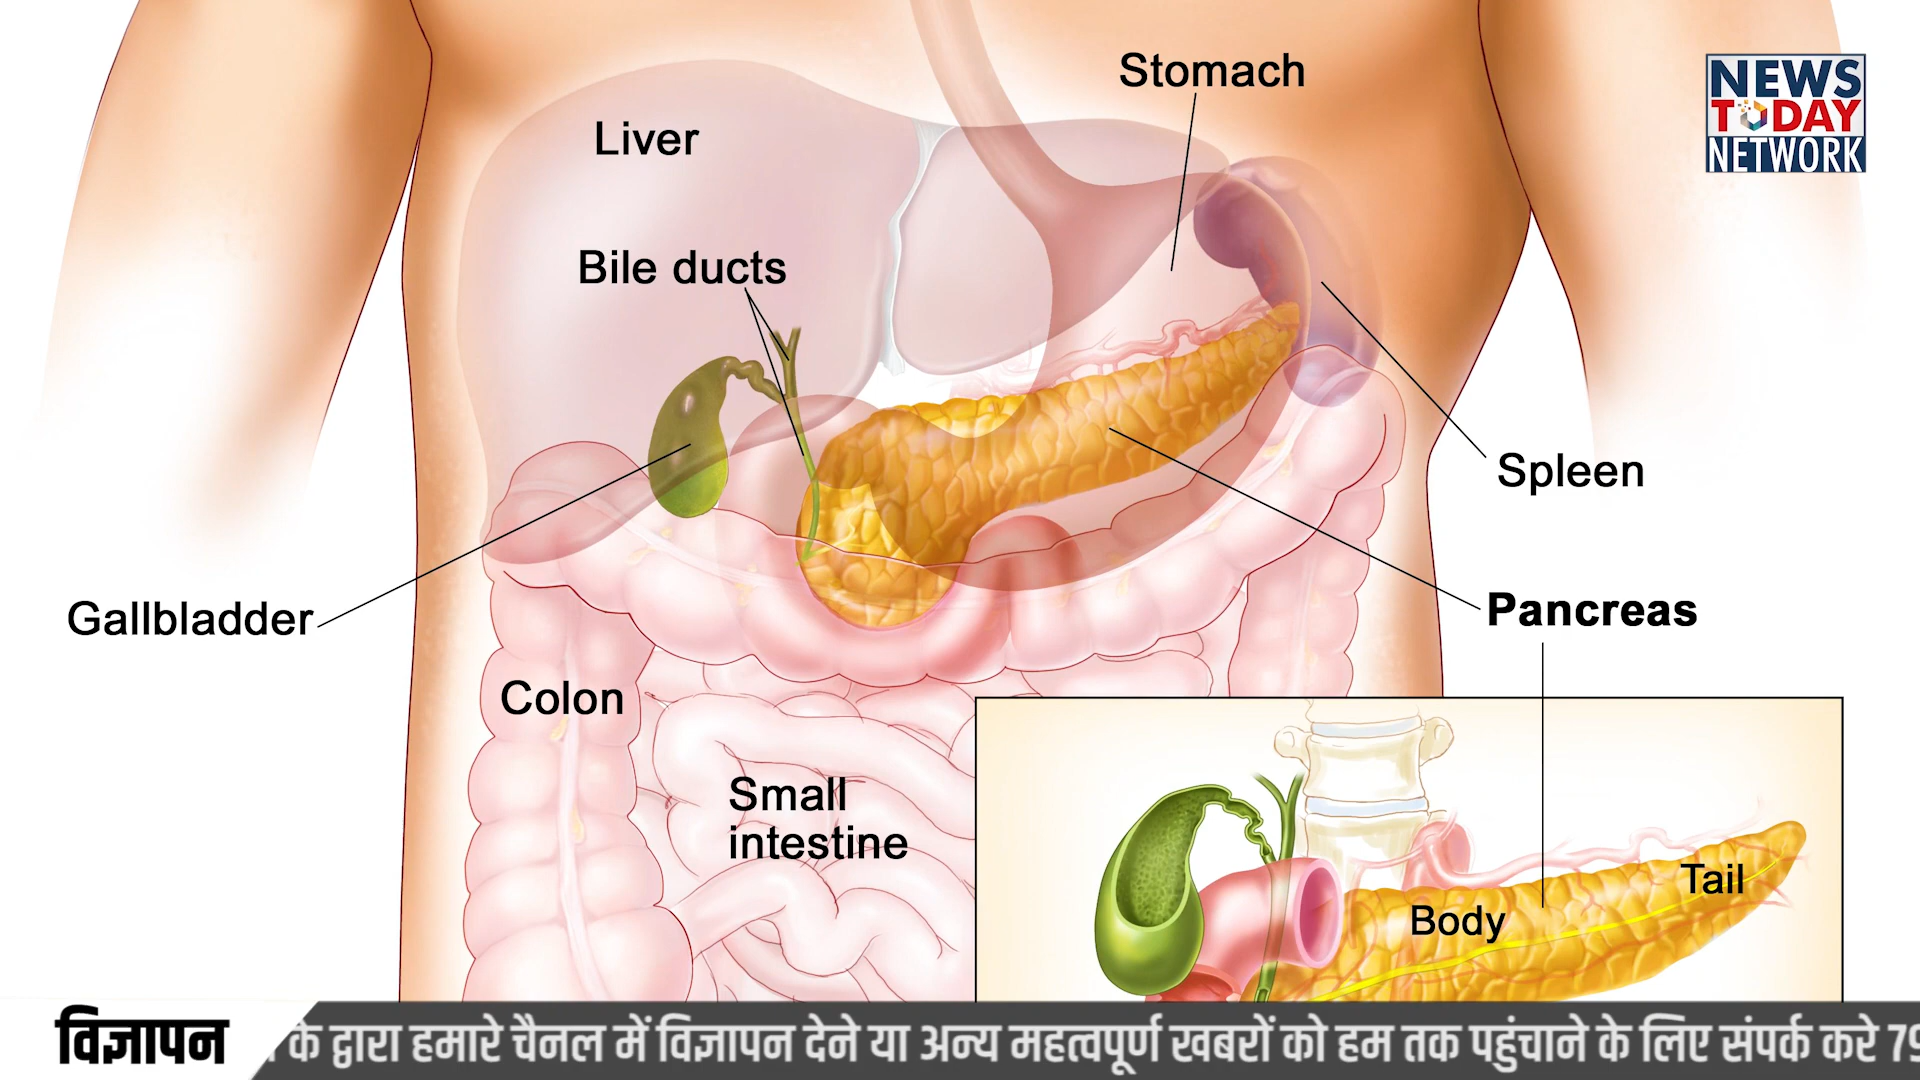 Stomach
NEWS
TODAY
NETWORK
Liver
Bile ducts
Spleen
Gallbladder
Pancreas
Colon
Small
intestine
Tail
Body
विज्ञापन
के द्वारा हमारे चैनल में विज्ञापन देने या अन्य महत्वपूर्ण खबरों को हम तक पहुंचाने के लिए संपर्क करे 79